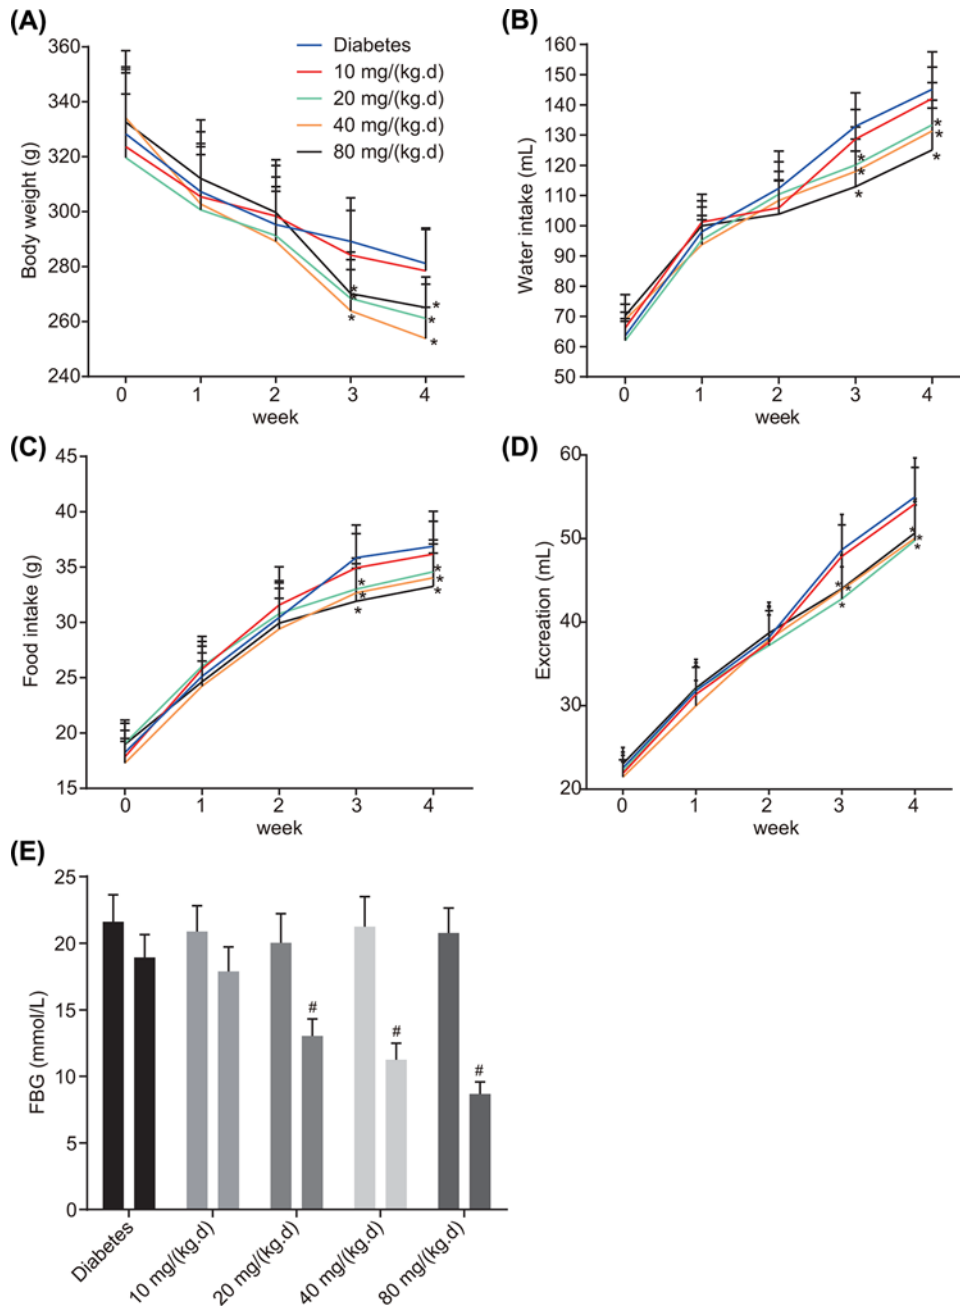 (A)
Body weight (g)
360
340
320
300
280
260
240
0 1 2 3 4
week
Diabetes
10 mg/(kg.d)
20 mg/(kg.d)
40 mg/(kg.d)
80 mg/(kg.d)
*
*
*
*
*
*
(B)
Water intake (mL)
160
150
140
130
120
110
100
90
80
70
60
50
0 1 2 3 4
week
*
*
*
*
*
*
(C)
Food intake (g)
45
40
35
30
25
20
15
0 1 2 3 4
week
*
*
*
*
*
*
(D)
Excreation (mL)
60
50
40
30
20
0 1 2 3 4
week
* *
*
* *
*
(E)
FBG (mmol/L)
25
20
15
10
5
0
# # #
Diabetes
10 mg/(kg.d)
20 mg/(kg.d)
40 mg/(kg.d)
80 mg/(kg.d)